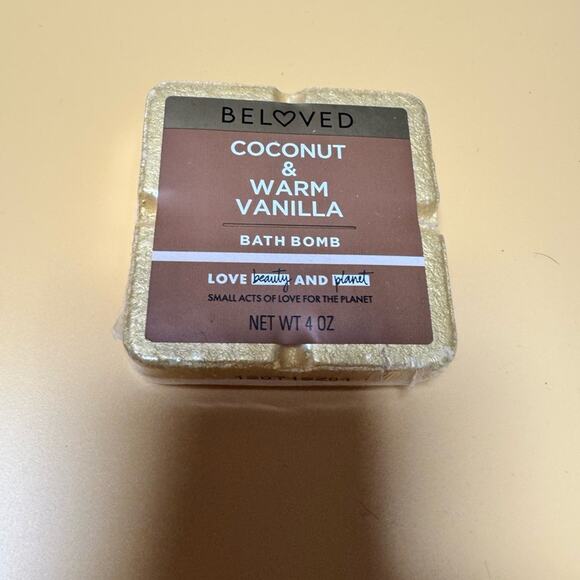 BELOVED
COCONUT
&
WARM
VANILLA
BATH BOMB
LOVE beauty AND planet
SMALL ACTS OF LOVE FOR THE PLANET
NET WT 4 OZ